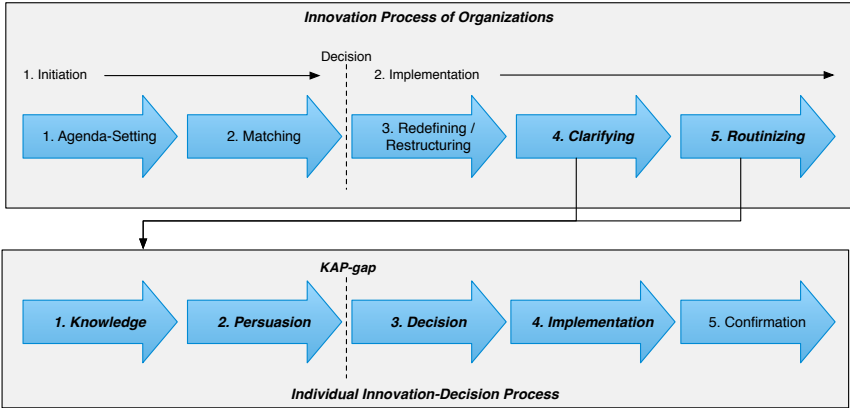 Innovation Process of Organizations
Decision
1. Initiation
2. Implementation
1. Agenda-Setting
2. Matching
3. Redefining /
Restructuring
4. Clarifying
5. Routinizing
KAP-gap
1. Knowledge
2. Persuasion
3. Decision
4. Implementation
5. Confirmation
Individual Innovation-Decision Process